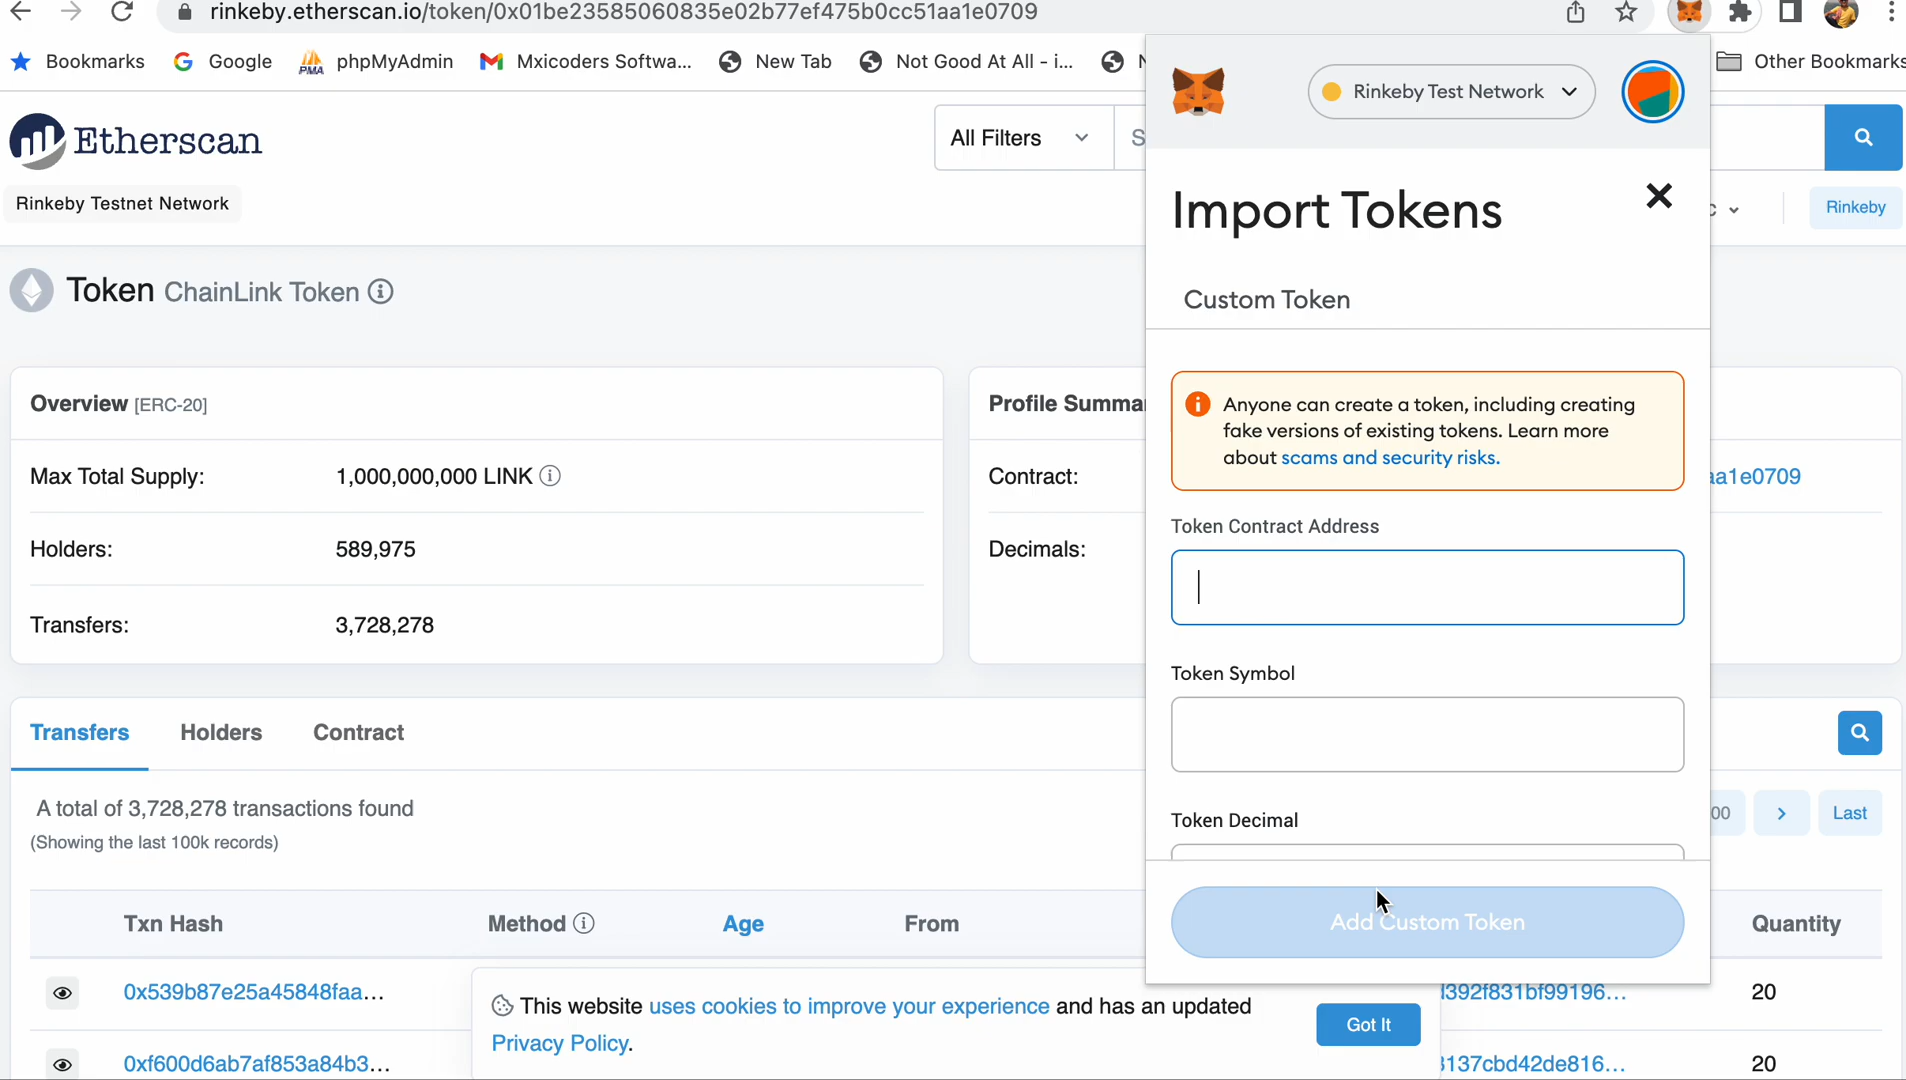 rinkeby.etherscan.io/token/0x01be23585060835e02b77ef475b0cc51aa1e0709
Bookmarks
Google
phpMyAdmin
Mxicoders Softwa...
New Tab
Not Good At All - i...
Other Bookmarks
Etherscan
All Filters
Rinkeby Testnet Network
Rinkeby
Token ChainLink Token
Overview [ERC-20]
Max Total Supply: 1,000,000,000 LINK
Holders: 589,975
Transfers: 3,728,278
Profile Summa
Contract: aa1e0709
Decimals:
Transfers Holders Contract
A total of 3,728,278 transactions found
(Showing the last 100k records)
00 > Last
Txn Hash Method Age From Quantity
0x539b87e25a45848faa... 392f831bf99196... 20
0xf600d6ab7af853a84b3... 137cbd42de816... 20
This website uses cookies to improve your experience and has an updated
Privacy Policy.
Got It
Rinkeby Test Network
Import Tokens
Custom Token
Anyone can create a token, including creating
fake versions of existing tokens. Learn more
about scams and security risks.
Token Contract Address
Token Symbol
Token Decimal
Add Custom Token